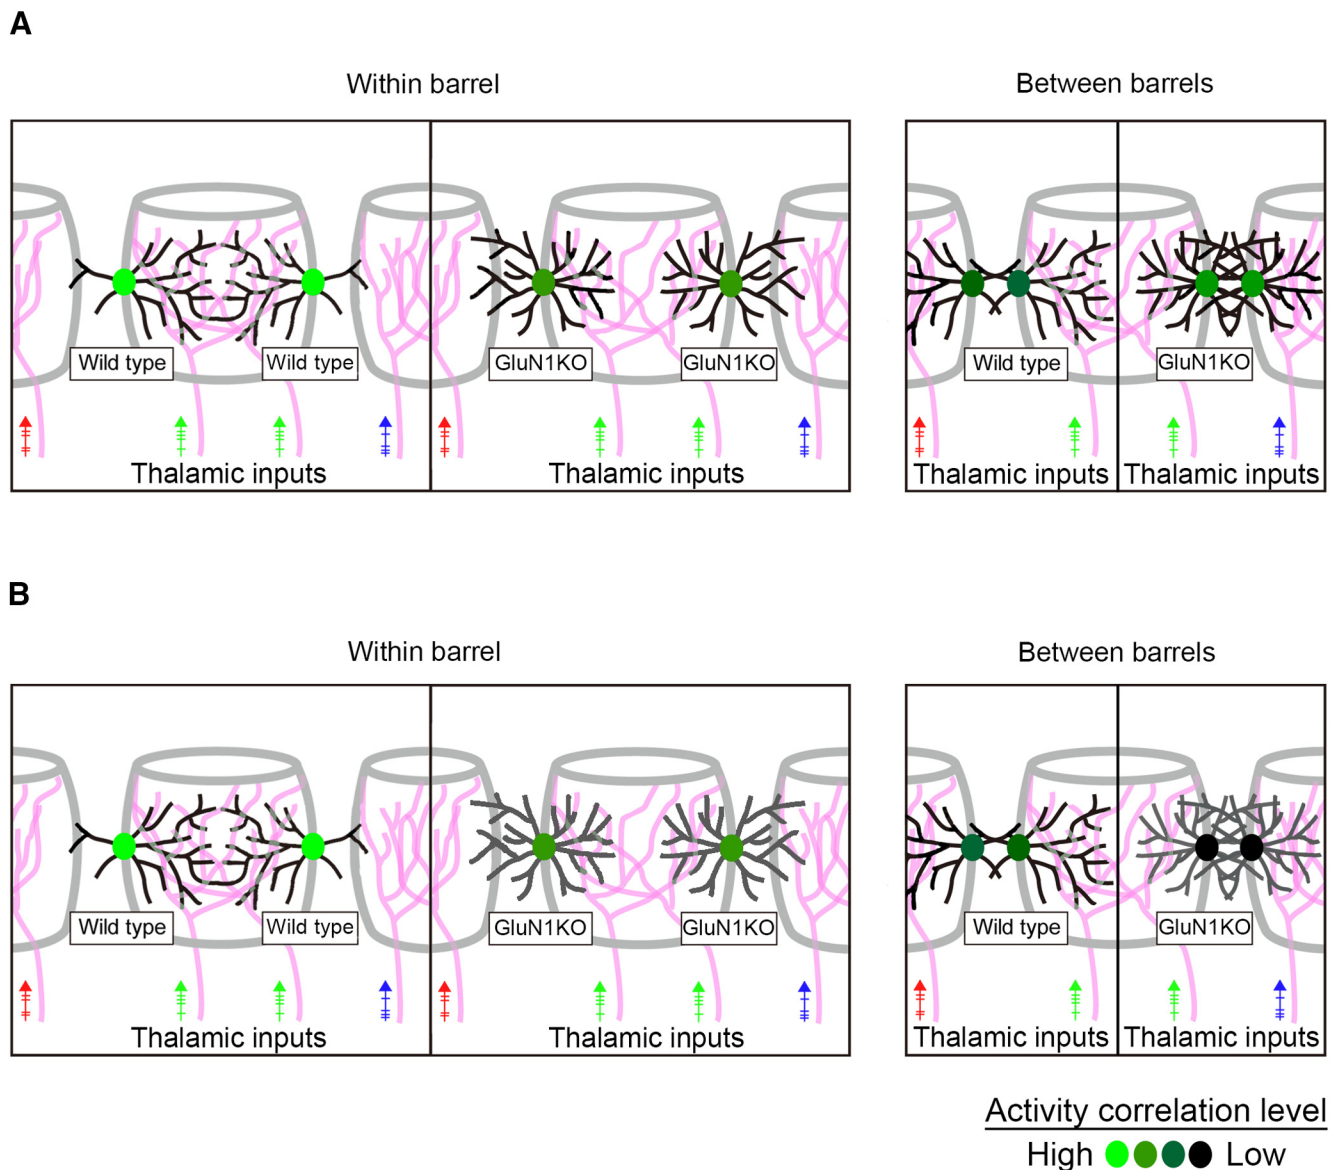 A
Within barrel
Between barrels
Wild type
Wild type
GluN1KO
GluN1KO
Wild type
GluN1KO
Thalamic inputs
Thalamic inputs
Thalamic inputs
Thalamic inputs
B
Within barrel
Between barrels
Wild type
Wild type
GluN1KO
GluN1KO
Wild type
GluN1KO
Thalamic inputs
Thalamic inputs
Thalamic inputs
Thalamic inputs
Activity correlation level
High
Low